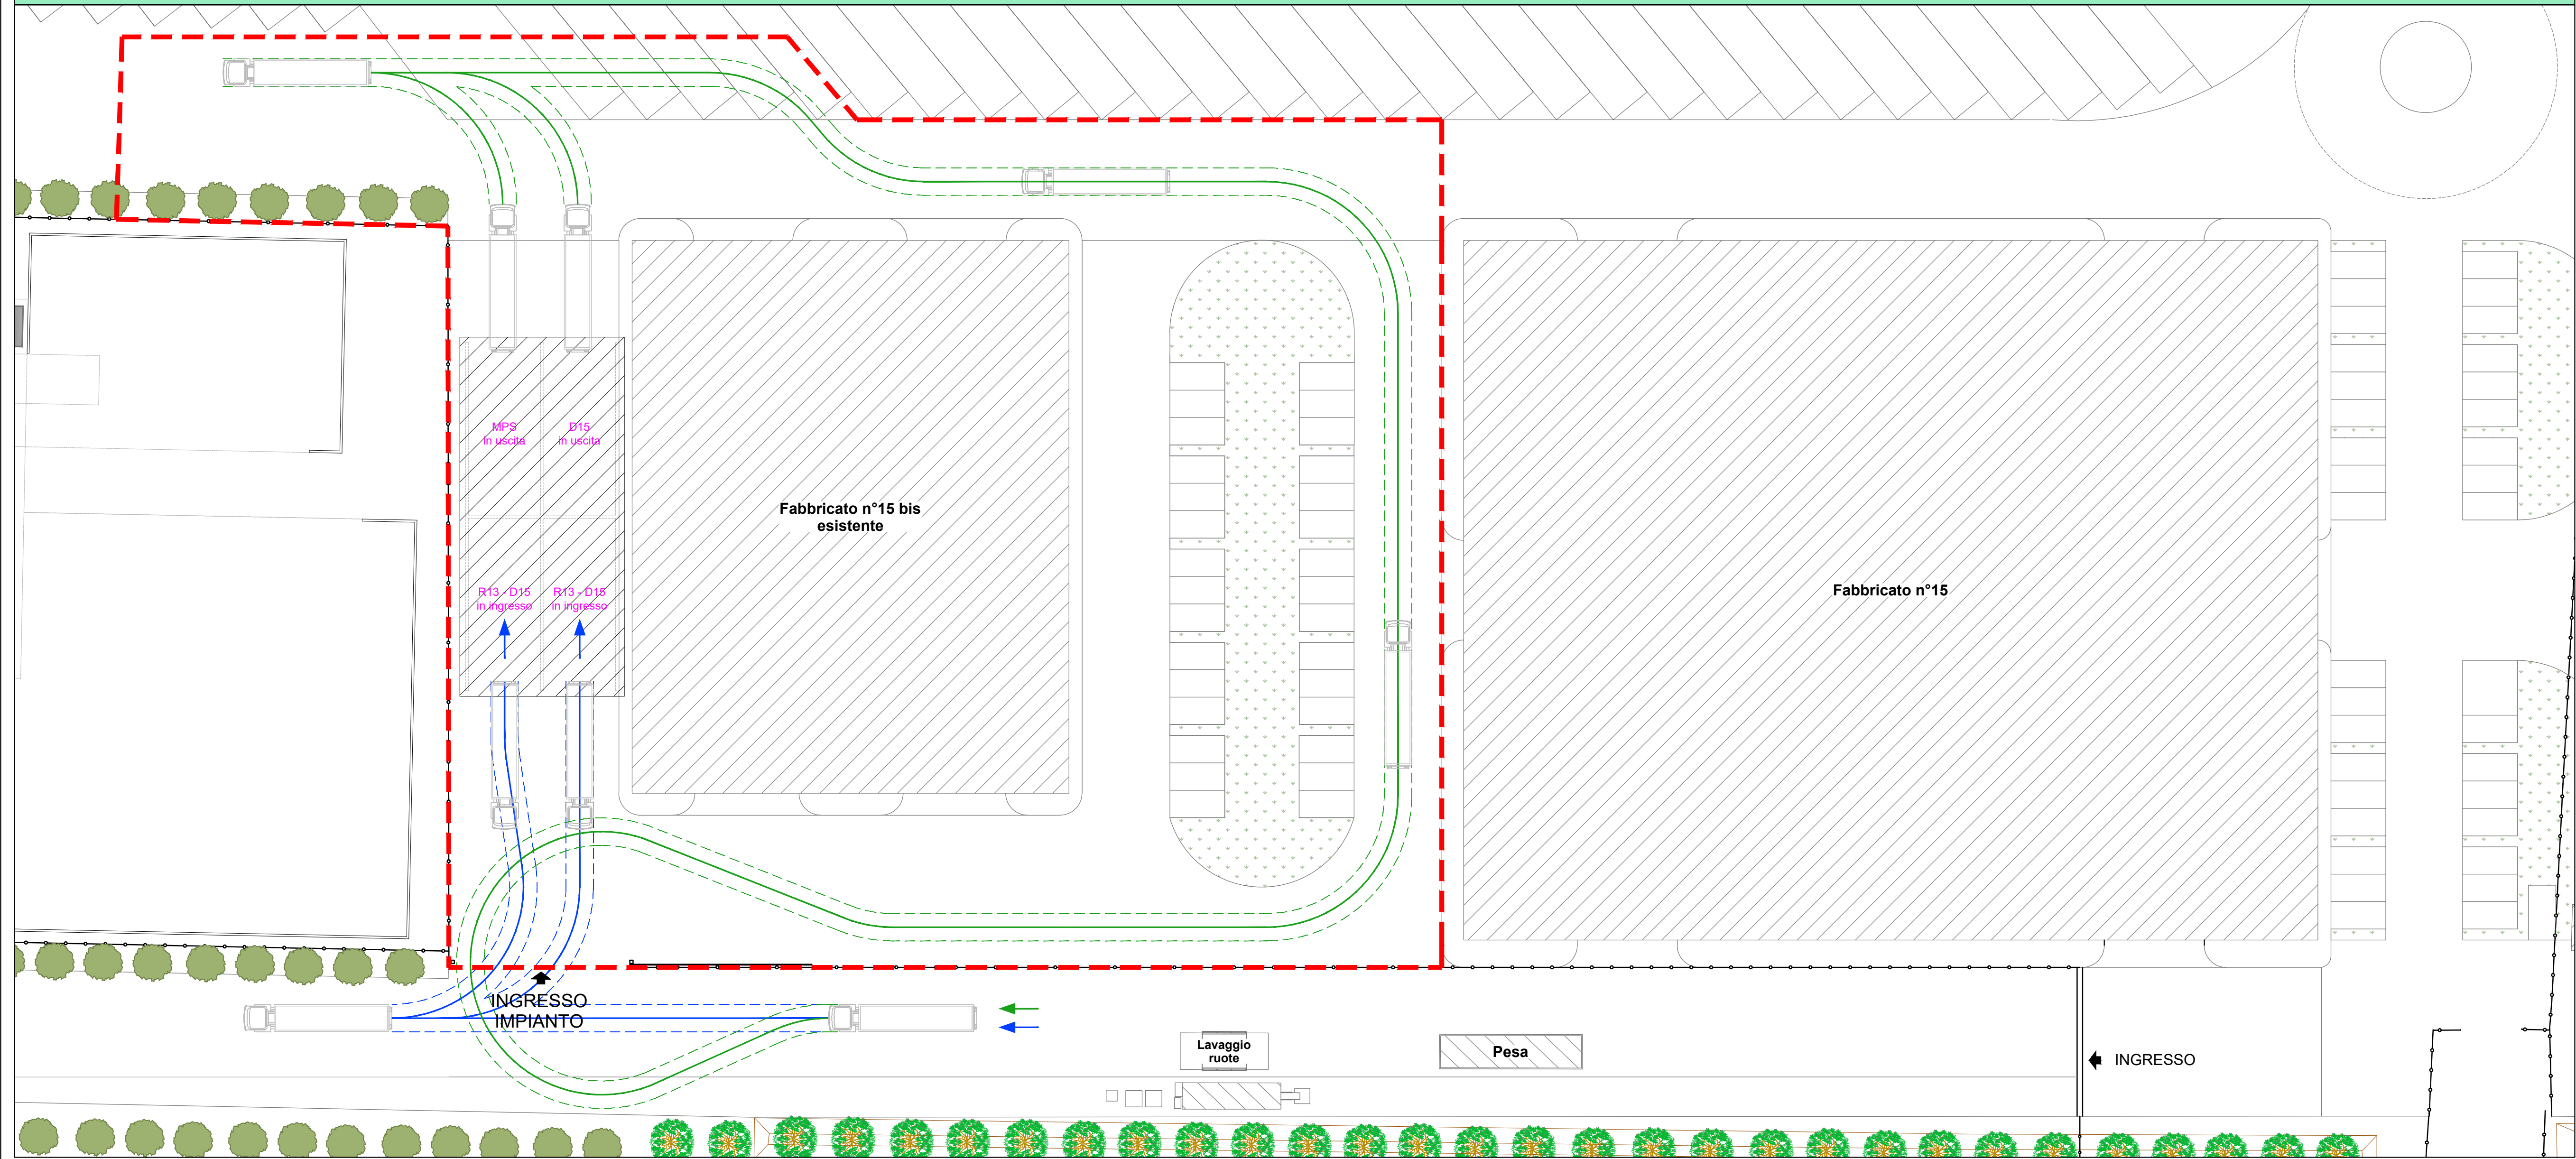 MPS
in uscita
D15
in uscita
Fabbricato n°15 bis
esistente
R13 - D15
in ingresso
R13 - D15
in ingresso
Fabbricato n°15
INGRESSO
IMPIANTO
Lavaggio
ruote
Pesa
INGRESSO